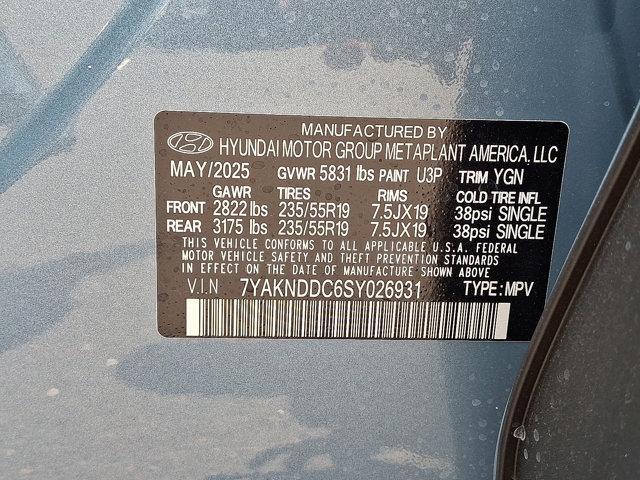 MANUFACTURED BY
HYUNDAI MOTOR GROUP METAPLANT AMERICA, LLC
MAY/2025 GVWR 5831 lbs PAINT U3P TRIM YGN
GAWR TIRES RIMS COLD TIRE INFL
FRONT 2822 lbs 235/55R19 7.5JX19 38psi SINGLE
REAR 3175 lbs 235/55R19 7.5JX19 38psi SINGLE
THIS VEHICLE CONFORMS TO ALL APPLICABLE U.S.A. FEDERAL
MOTOR VEHICLE SAFETY AND THEFT PREVENTION STANDARDS
IN EFFECT ON THE DATE OF MANUFACTURE SHOWN ABOVE
V.I.N 7YAKNDDC6SY026931 TYPE: MPV